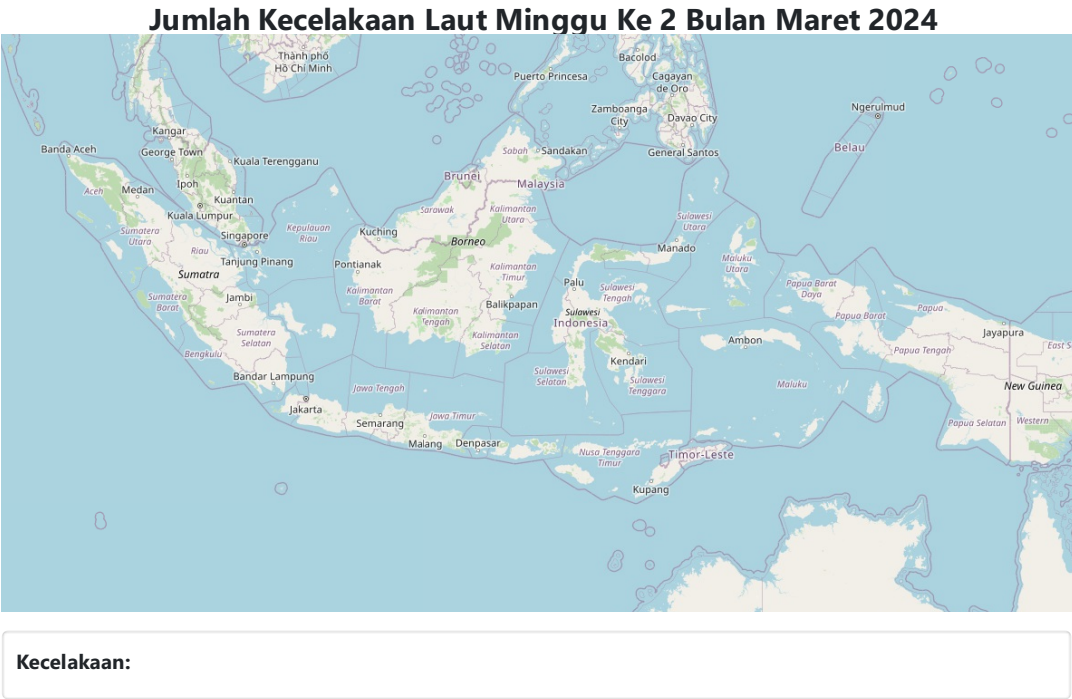 Jumlah Kecelakaan Laut Minggu Ke 2 Bulan Maret 2024
Thành phố
Hồ Chí Minh
Bacolod
Puerto Princesa
Cagayan
de Oro
Zamboanga
City
Davao City
Ngerulmud
Kangar
Banda Aceh
George Town
Kuala Terengganu
Sabah
Sandakan
General Santos
Belau
Ipoh
Brunei
Malaysia
Aceh
Medan
Kuantan
Kuala Lumpur
Sarawak
Kalimantan
Utara
Sulawesi
Utara
Sumatera
Utara
Singapore
Kepulauan
Riau
Kuching
Borneo
Manado
Riau
Tanjung Pinang
Pontianak
Kalimantan
Timur
Maluku
Utara
Sumatra
Palu
Papua Barat
Daya
Sumatera
Barat
Jambi
Kalimantan
Barat
Sulawesi
Tengah
Balikpapan
Kalimantan
Tengah
Sulawesi
Indonesia
Papua Barat
Papua
Sumatera
Selatan
Kalimantan
Selatan
Ambon
Jayapura
East S
Bengkulu
Kendari
Papua Tengah
Bandar Lampung
Sulawesi
Selatan
Sulawesi
Tenggara
Maluku
New Guinea
Jawa Tengah
Jakarta
Semarang
Jawa Timur
Papua Selatan
Western
Malang
Denpasar
Nusa Tenggara
Timur
Timor-Leste
Kupang
Kecelakaan: